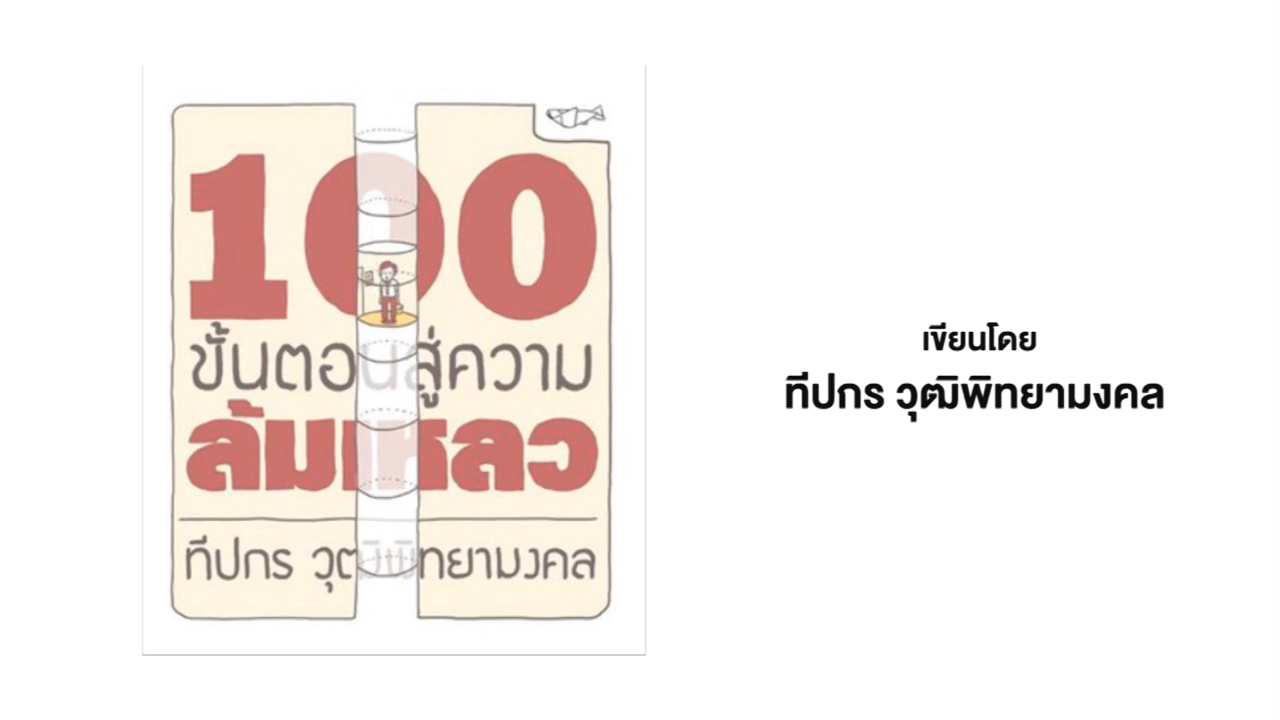 100
ขั้นตอนสู่ความ
ล้มเหลว
ทีปกร วุฒิพิทยามงคล
เขียนโดย
ทีปกร วุฒิพิทยามงคล